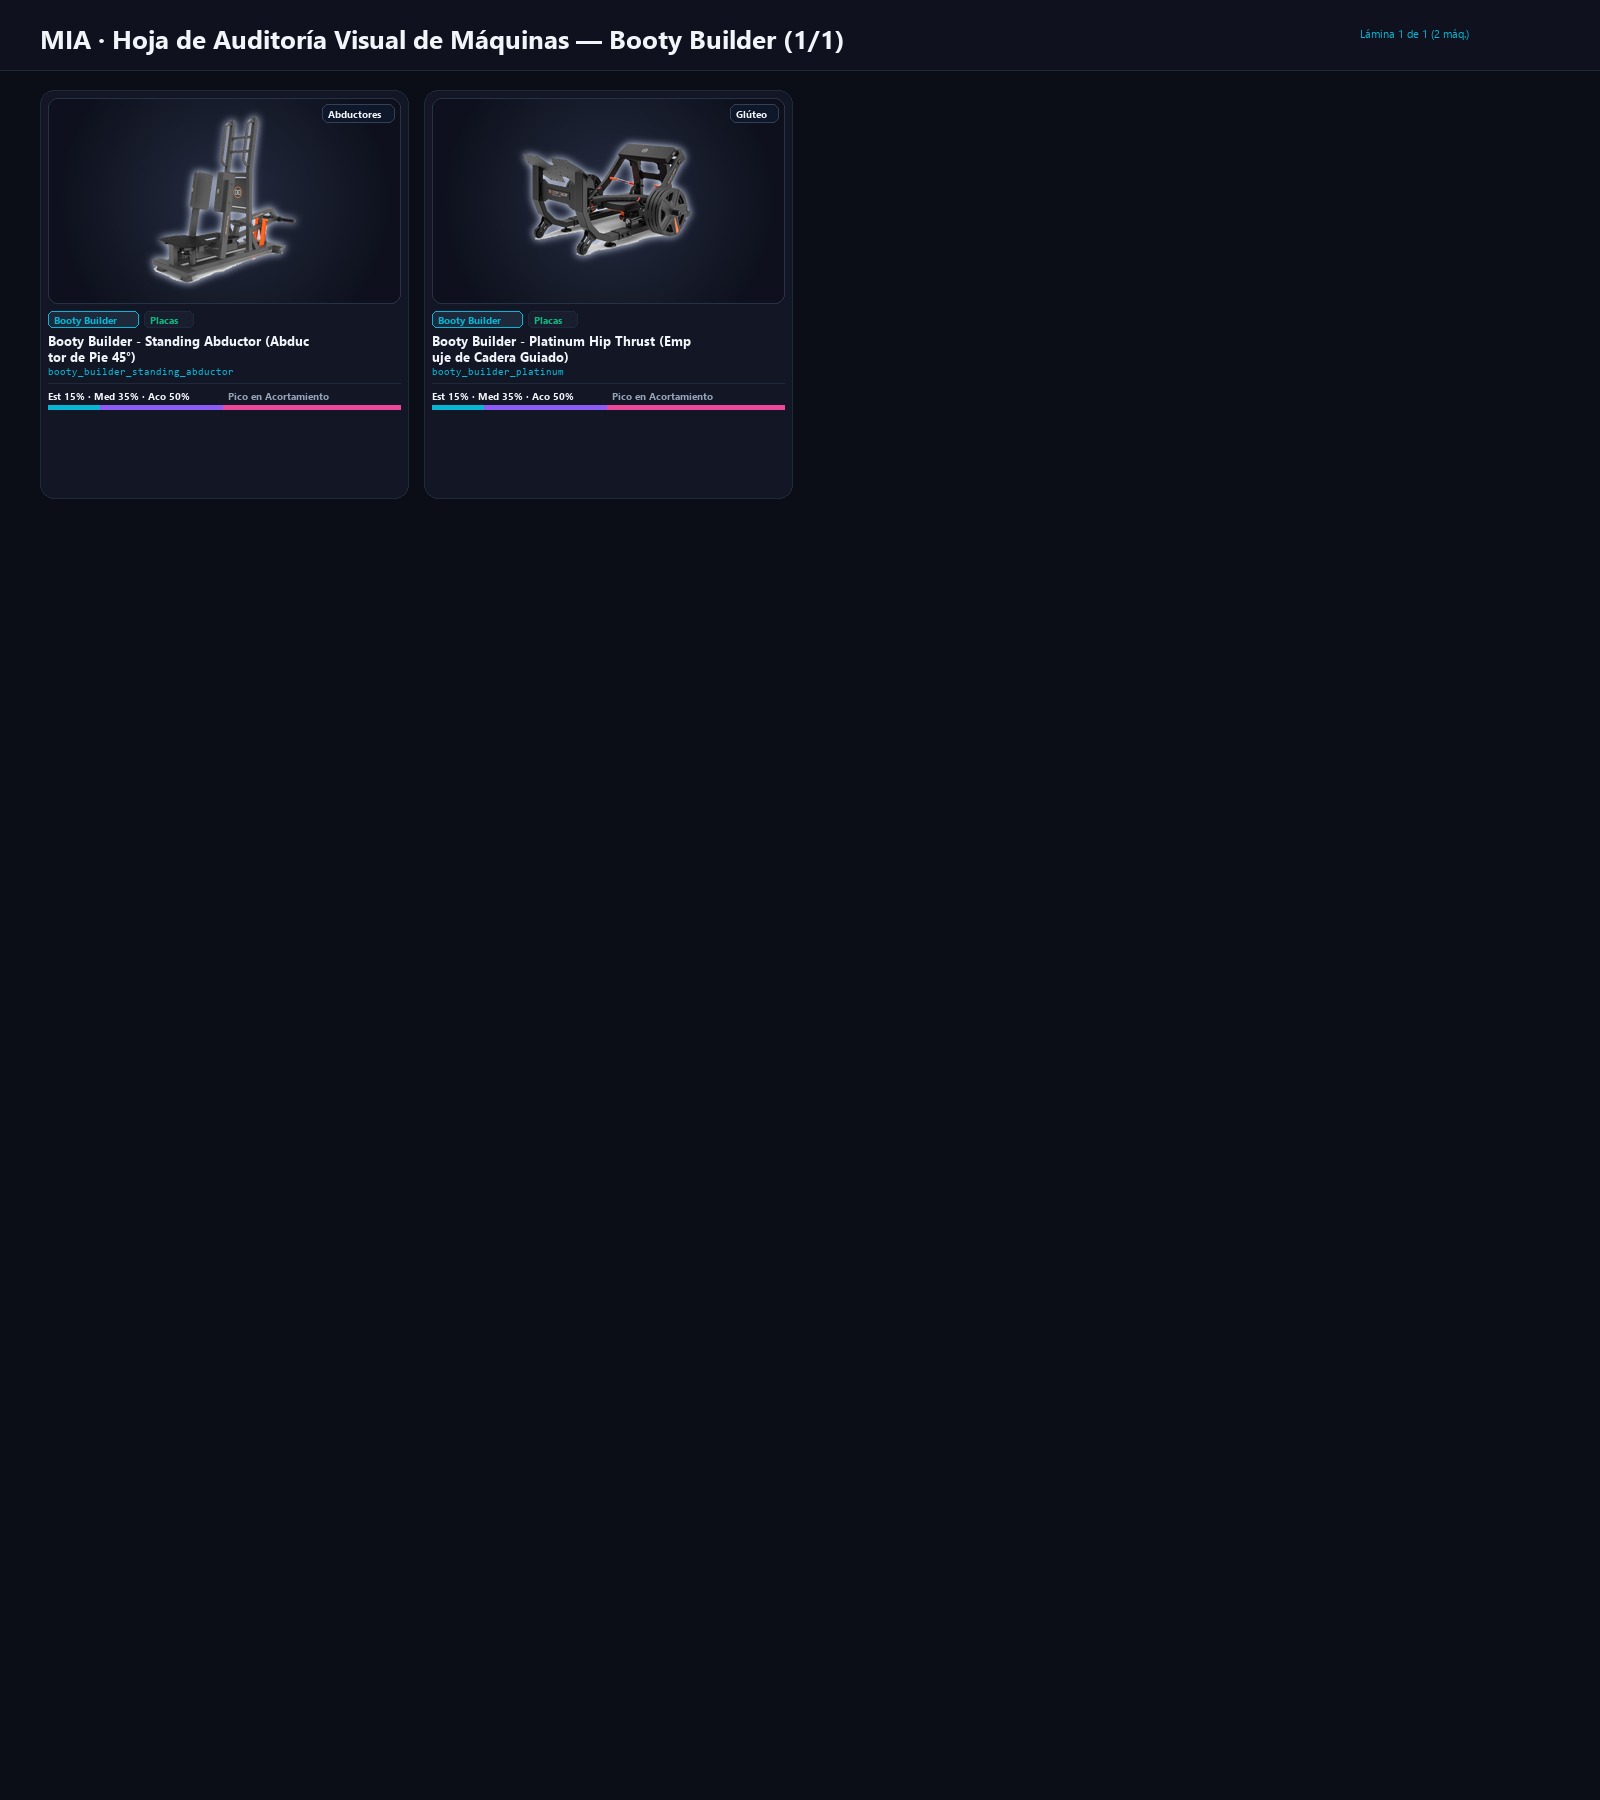 MIA · Hoja de Auditoría Visual de Máquinas — Booty Builder (1/1)
Lámina 1 de 1 (2 máq.)
Abductores
Booty Builder
Placas
Booty Builder - Standing Abductor (Abduc
tor de Pie 45°)
booty_builder_standing_abductor
Est 15% · Med 35% · Aco 50%
Pico en Acortamiento
Glúteo
Booty Builder
Placas
Booty Builder - Platinum Hip Thrust (Emp
uje de Cadera Guiado)
booty_builder_platinum
Est 15% · Med 35% · Aco 50%
Pico en Acortamiento